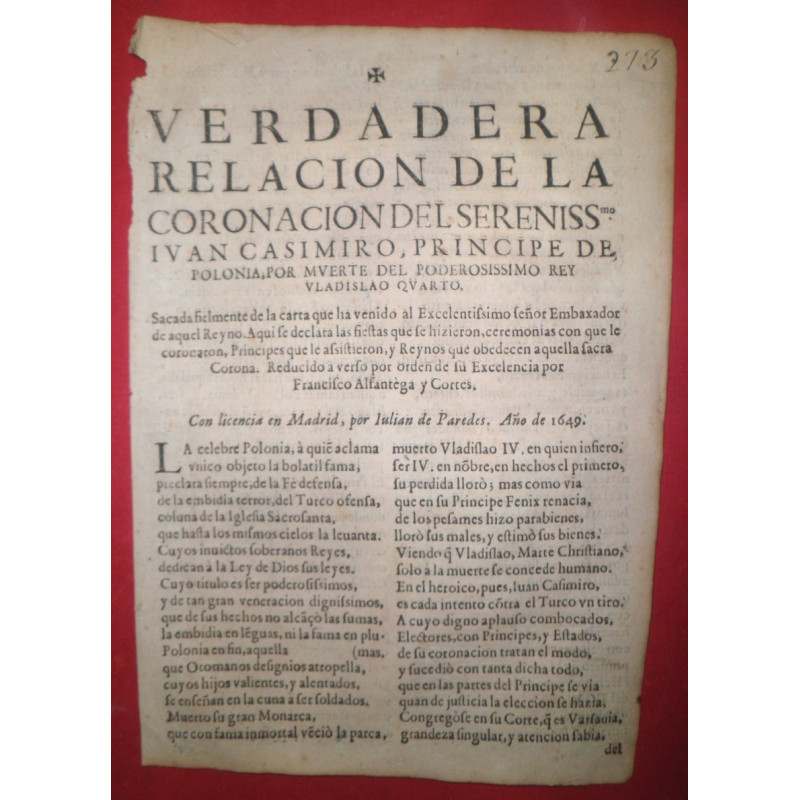 273
✠
VERDADERA
RELACION DE LA
CORONACION DEL SERENISSmo.
IVAN CASIMIRO, PRINCIPE DE,
POLONIA, POR MVERTE DEL PODEROSISSIMO REY
VLADISLAO QVARTO.
Sacada fielmente de la carta que ha venido al Excelentiſsimo ſeñor Embaxador
de aquel Reyno. Aqui ſe declara las fieſtas que ſe hizieron, ceremonias con que le
coronaron, Principes que le aſsiſtieron, y Reynos que obedecen aquella ſacra
Corona. Reducido a verſo por orden de ſu Excelencia por
Franciſco Alfantèga y Cortes.
Con licencia en Madrid, por Iulian de Paredes. Año de 1649.
LA celebre Polonia, à quiẽ aclama
vnico objeto la bolatil fama,
preclara ſiempre, de la Fè defenſa,
de la embidia terror, del Turco ofenſa,
coluna de la Igleſia Sacroſanta,
que haſta los miſmos cielos la leuanta.
Cuyos inuictos ſoberanos Reyes,
dedican à la Ley de Dios ſus leyes.
Cuyo titulo es ſer poderoſiſsimos,
y de tan gran veneracion digniſsimos,
que de ſus hechos no alcãçò las ſumas,
la embidia en lẽguas, ni la fama en plu-
Polonia en fin, aquella (mas.
que Otomanos deſignios atropella,
cuyos hijos valientes, y alentados,
ſe enſeñan en la cuna a ſer ſoldados.
Muerto ſu gran Monarca,
que con fama inmortal vẽciò la parca,
muerto Vladiſlao IV. en quien infiero,
ſer IV. en nõbre, en hechos el primero,
ſu perdida llorò; mas como via
que en ſu Principe Fenix renacia,
de los peſames hizo parabienes,
llorò ſus males, y eſtimò ſus bienes.
Viendo q̃ Vladiſlao, Marte Chriſtiano,
ſolo à la muerte ſe concede humano.
En el heroico, pues, Iuan Caſimiro,
es cada intento cõtra el Turco vn tiro.
A cuyo digno aplauſo combocados,
Electores, con Principes, y Eſtados,
de ſu coronacion tratan el modo,
y ſucediò con tanta dicha todo,
que en las partes del Principe ſe via
quan de juſticia la eleccion ſe hazia.
Congregòſe en ſu Corte, q̃ es Varſauia,
grandeza ſingular, y atencion ſabia.
del